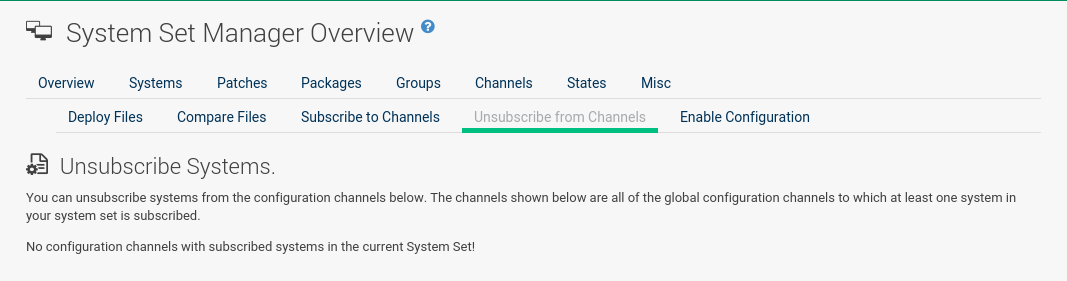 System Set Manager Overview ?
Overview Systems Patches Packages Groups Channels States Misc
Deploy Files Compare Files Subscribe to Channels Unsubscribe from Channels Enable Configuration
Unsubscribe Systems.
You can unsubscribe systems from the configuration channels below. The channels shown below are all of the global configuration channels to which at least one system in
your system set is subscribed.
No configuration channels with subscribed systems in the current System Set!